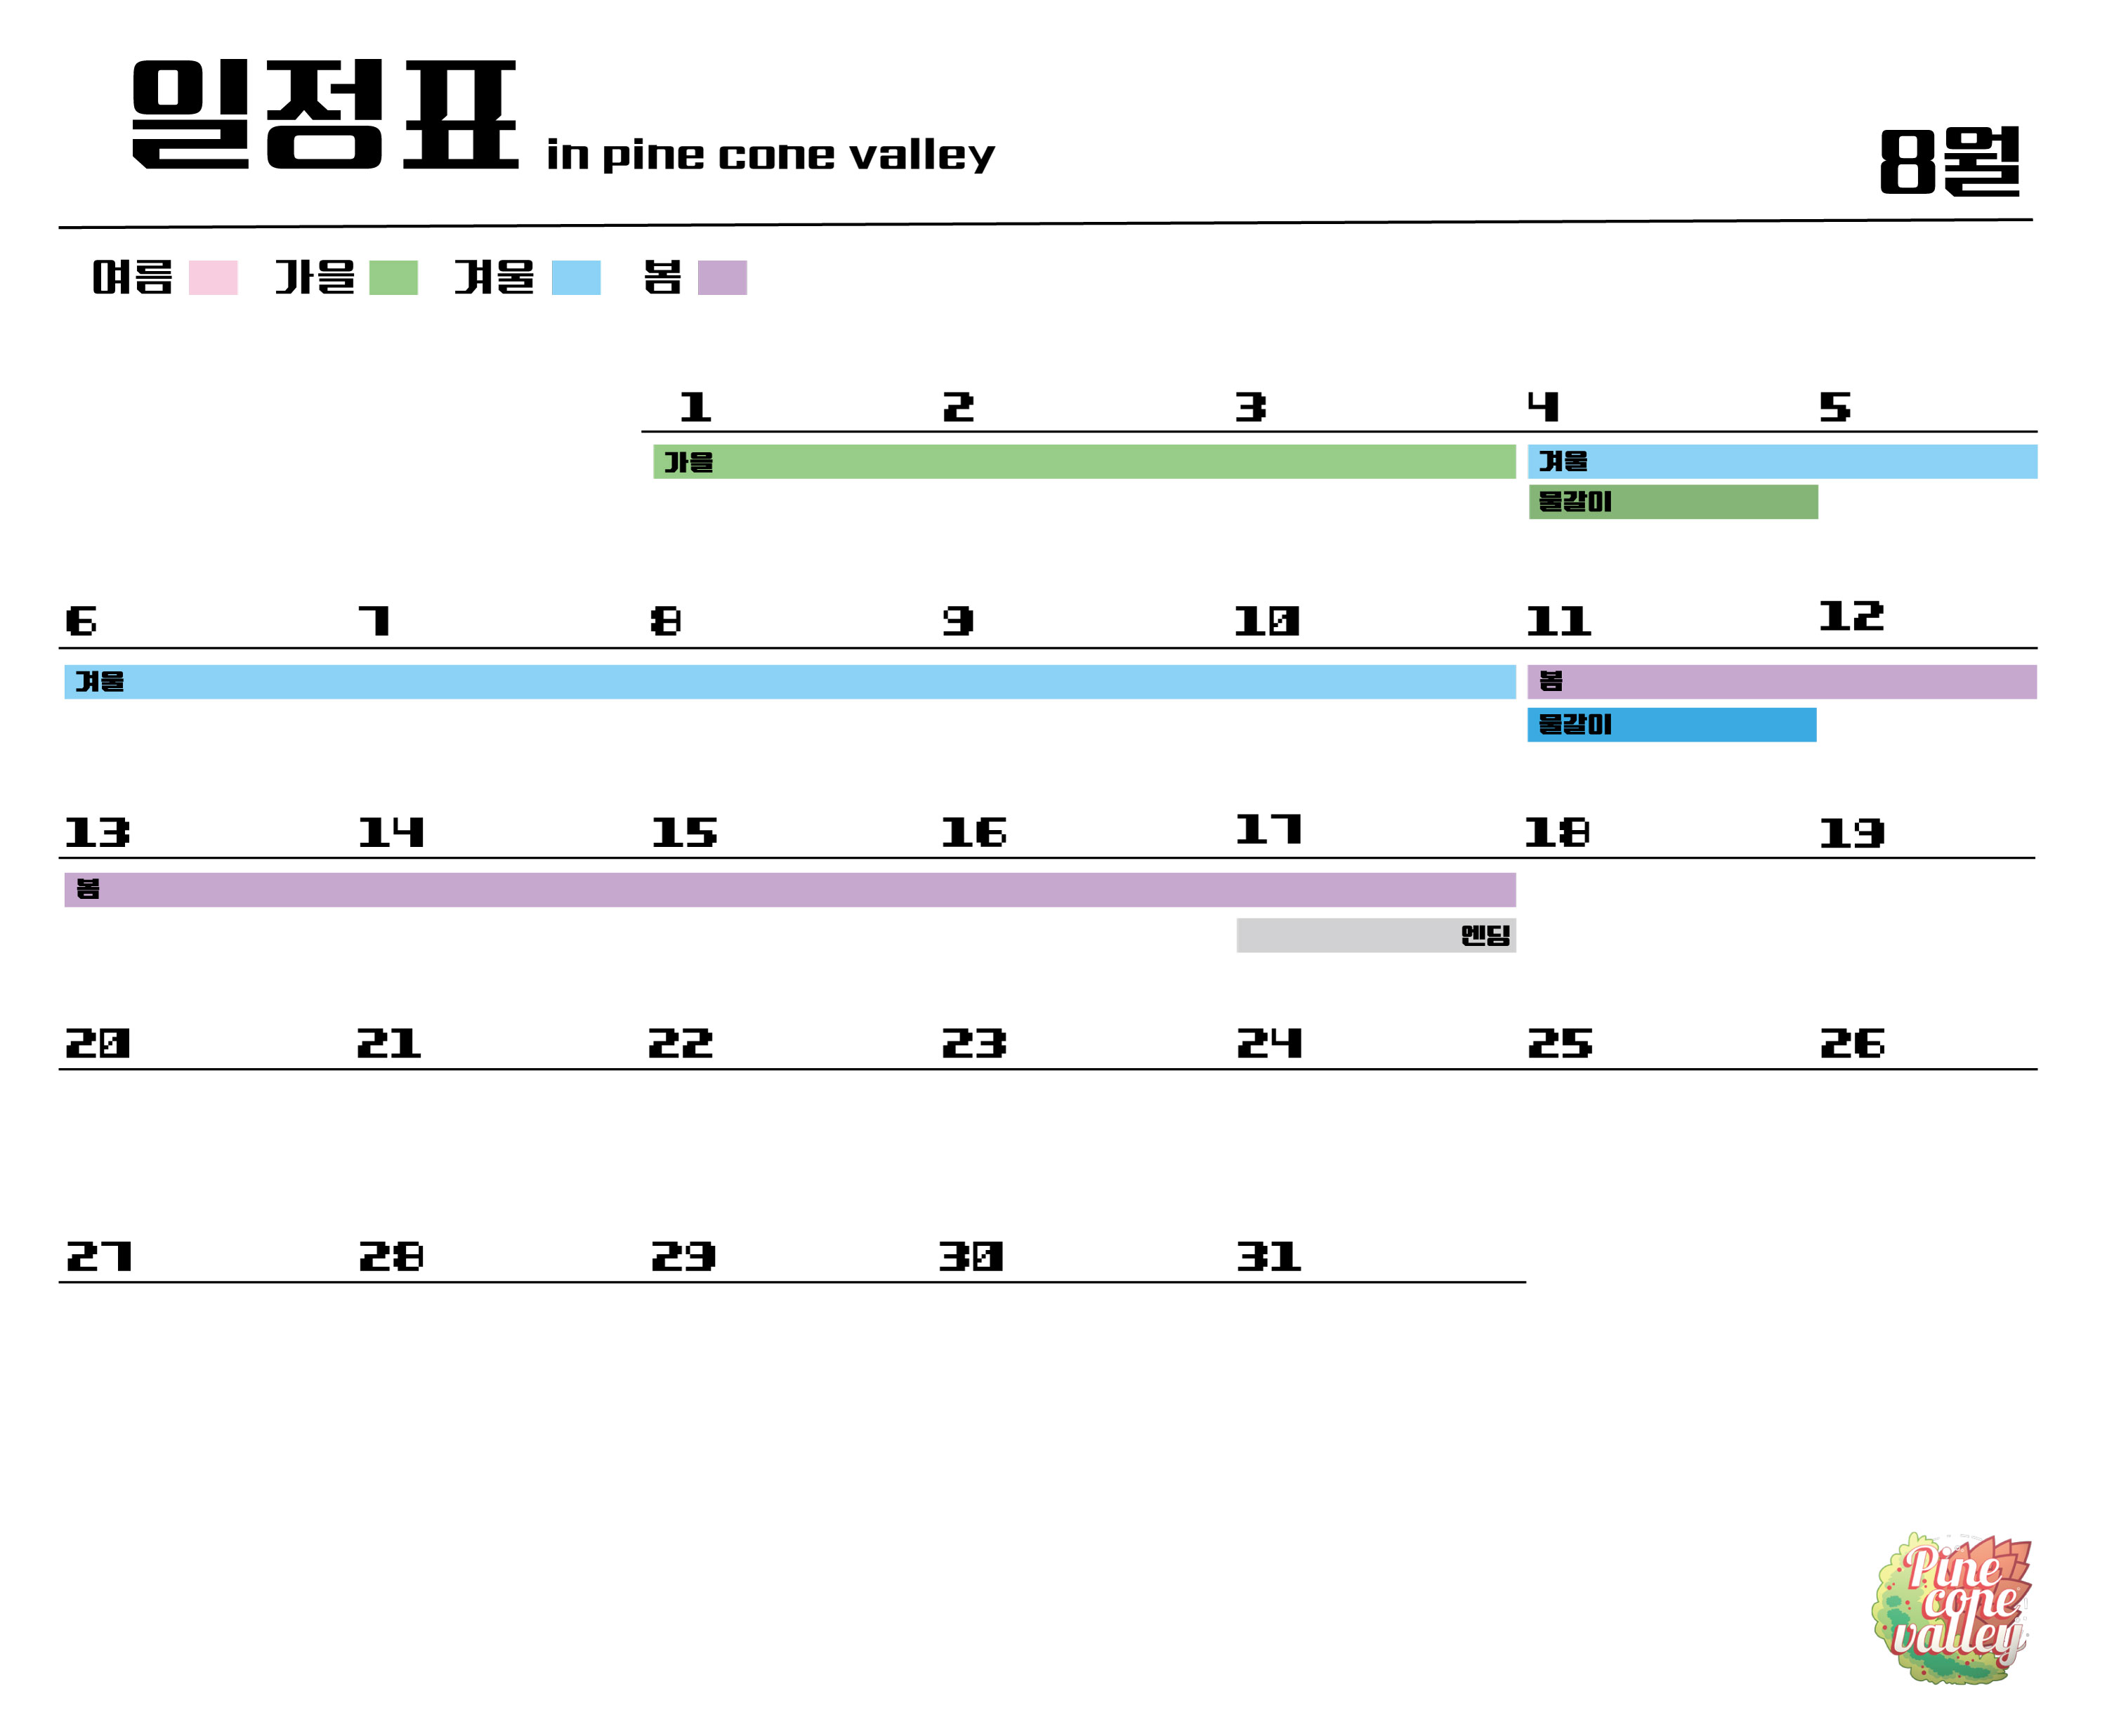 일정표 in pine cone valley
8월
여름 가을 겨울 봄
1 2 3 4 5
가을 겨울
물갈이
6 7 8 9 10 11 12
겨울 봄
물갈이
13 14 15 16 17 18 19
봄
엔딩
20 21 22 23 24 25 26
27 28 29 30 31
Pine
cone
valley